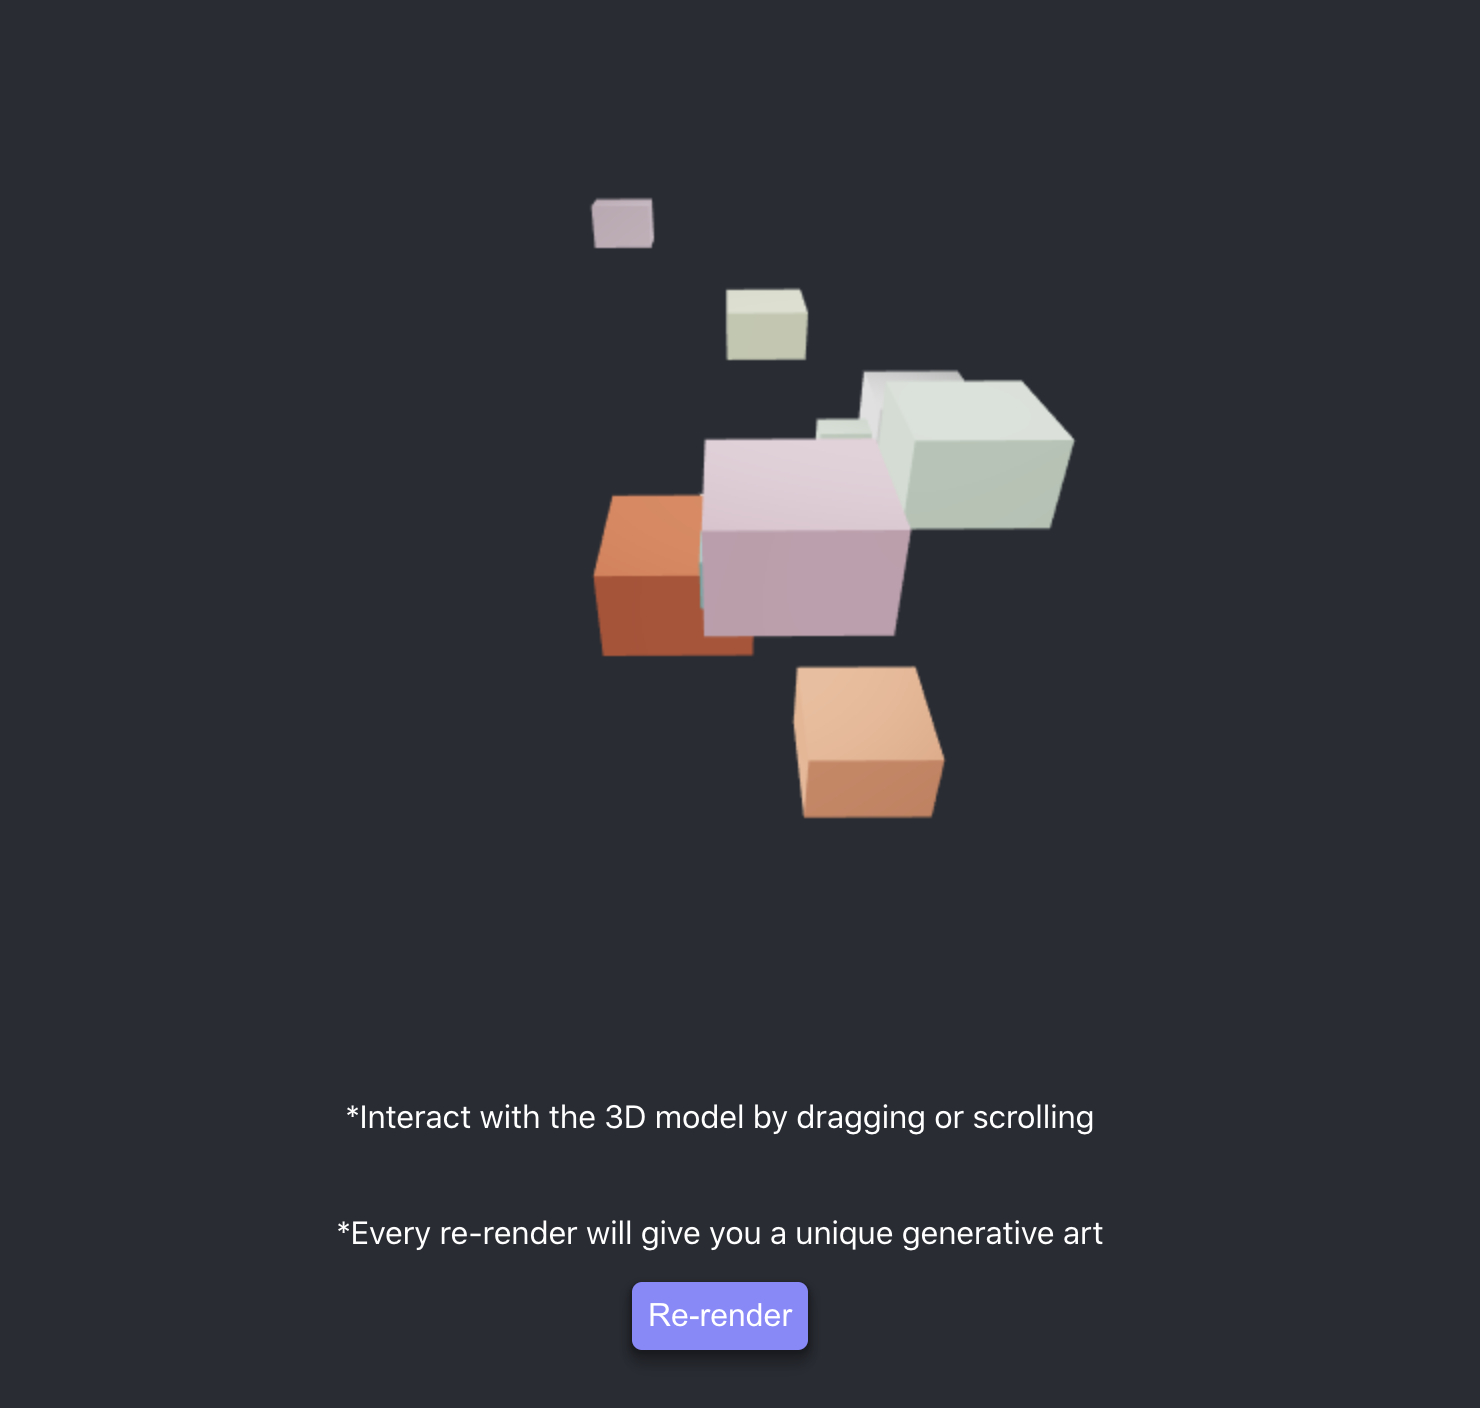 *Interact with the 3D model by dragging or scrolling
*Every re-render will give you a unique generative art
Re-render